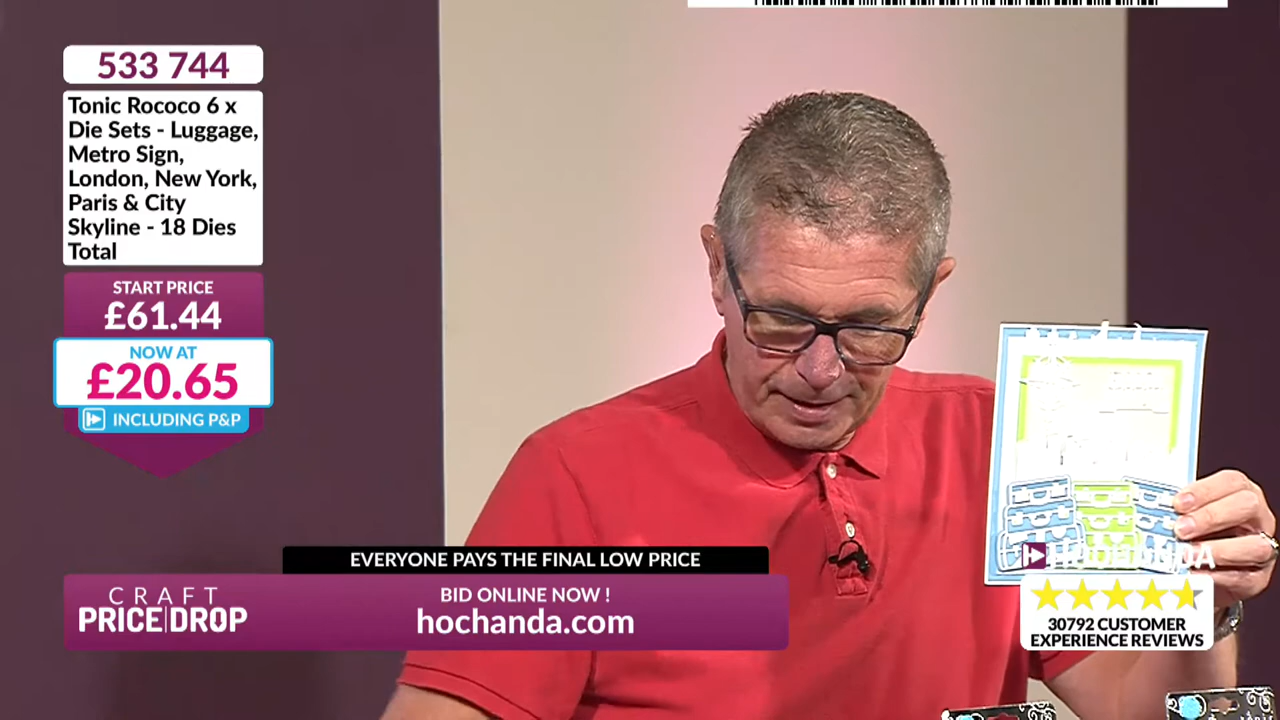 533 744
Tonic Rococo 6 x
Die Sets - Luggage,
Metro Sign,
London, New York,
Paris & City
Skyline - 18 Dies
Total
START PRICE
£61.44
NOW AT
£20.65
INCLUDING P&P
EVERYONE PAYS THE FINAL LOW PRICE
CRAFT
PRICE DROP
BID ONLINE NOW !
hochanda.com
HOCHANDA
30792 CUSTOMER
EXPERIENCE REVIEWS